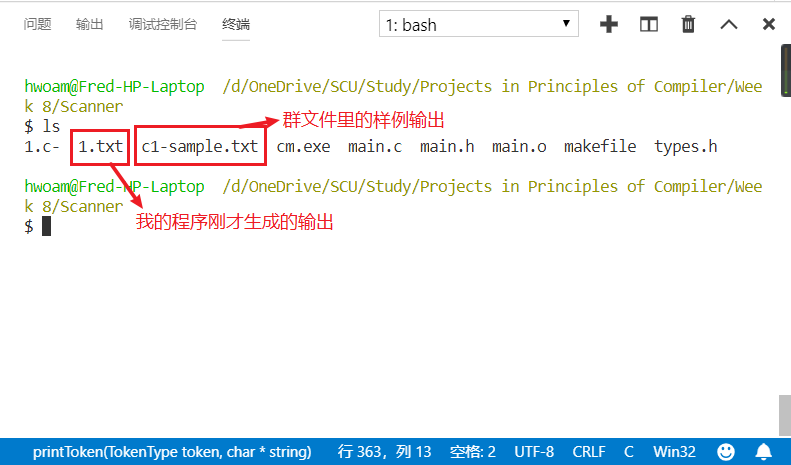 问题 输出 调试控制台 终端 1: bash
hwoam@Fred-HP-Laptop /d/OneDrive/SCU/Study/Projects in Principles of Compiler/Wee
k 8/Scanner
群文件里的样例输出
$ ls
1.c- 1.txt c1-sample.txt cm.exe main.c main.h main.o makefile types.h
hwoam@Fred-HP-Laptop /d/OneDrive/SCU/Study/Projects in Principles of Compiler/Wee
k 8/Scanner
我的程序刚才生成的输出
$
printToken(TokenType token, char * string) 行 363，列 13 空格: 2 UTF-8 CRLF C Win32